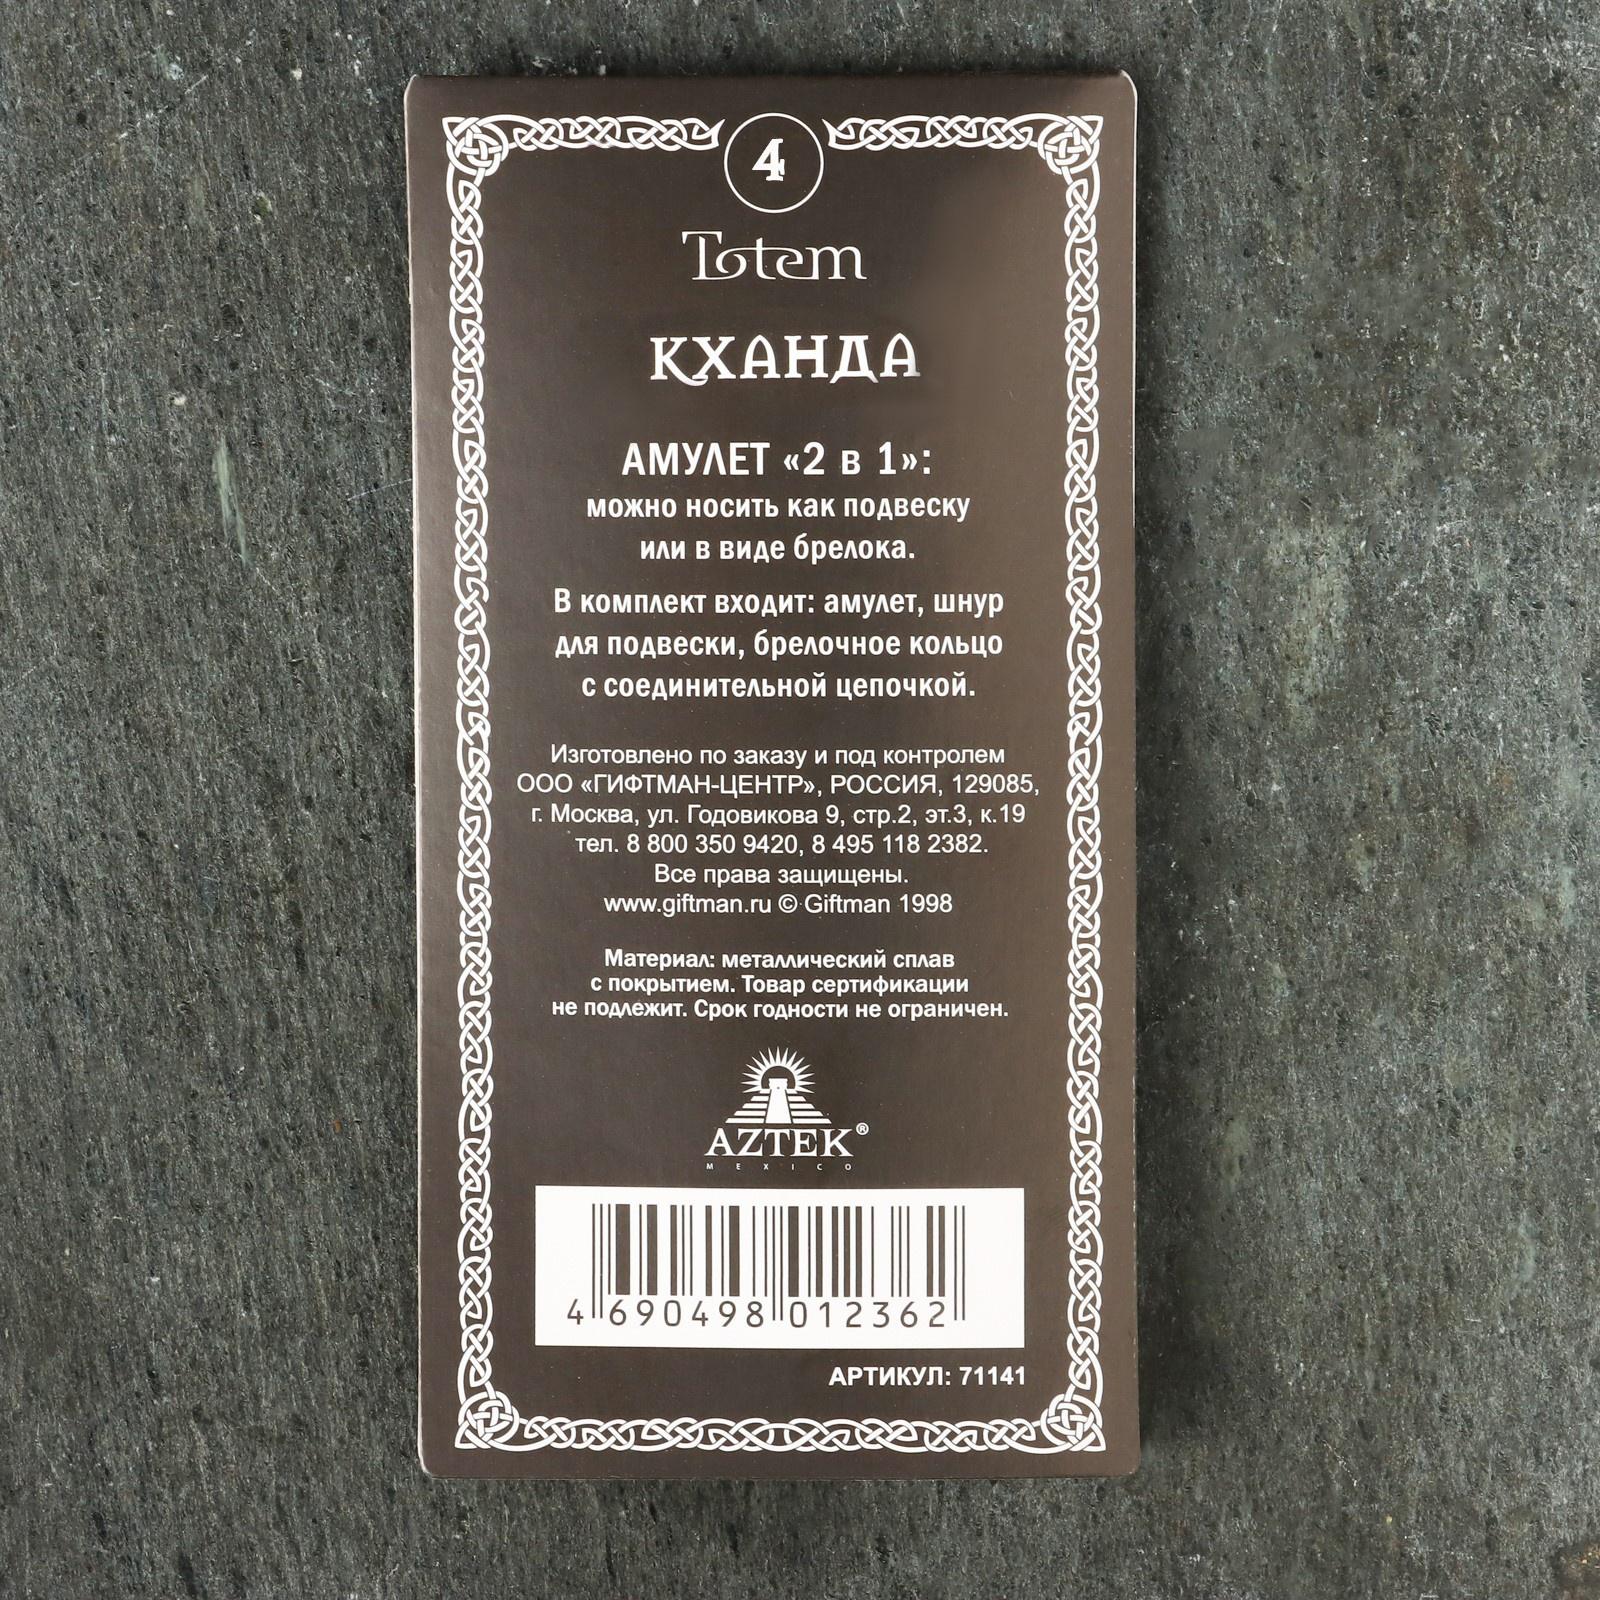 4
Totem
КХАНДА
АМУЛЕТ «2 в 1»:
можно носить как подвеску
или в виде брелока.
В комплект входит: амулет, шнур
для подвески, брелочное кольцо
с соединительной цепочкой.
Изготовлено по заказу и под контролем
ООО «ГИФТМАН-ЦЕНТР», РОССИЯ, 129085,
г. Москва, ул. Годовикова 9, стр.2, эт.3, к.19
тел. 8 800 350 9420, 8 495 118 2382.
Все права защищены.
www.giftman.ru © Giftman 1998
Материал: металлический сплав
с покрытием. Товар сертификации
не подлежит. Срок годности не ограничен.
AZTEK®
MEXICO
4 690498 012362
АРТИКУЛ: 71141